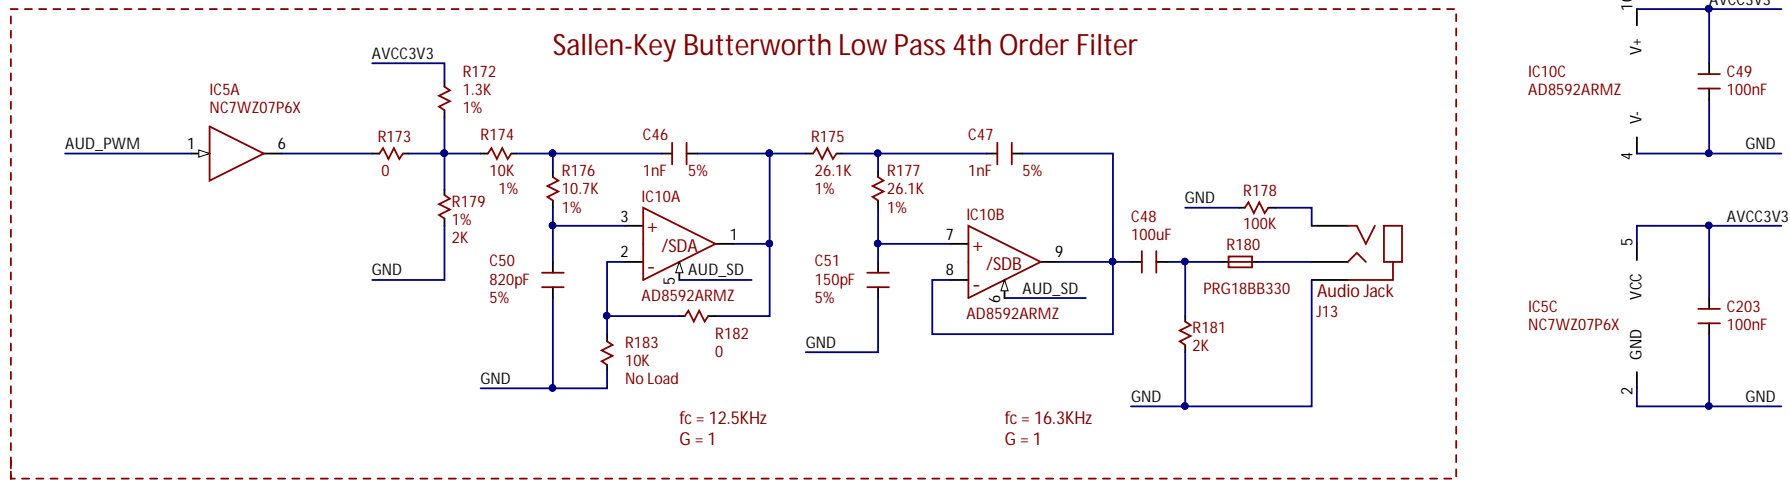 Sallen-Key Butterworth Low Pass 4th Order Filter
AVCC3V3
R172
1.3K
1%
IC5A
NC7WZ07P6X
AUD_PWM
1
6
R173
0
R174
10K
1%
R179
1%
2K
GND
C46
1nF
5%
R176
10.7K
1%
IC10A
3
2
+
-
/SDA
1
5
AUD_SD
AD8592ARMZ
C50
820pF
5%
R182
0
R183
10K
No Load
GND
fc = 12.5KHz
G = 1
R175
26.1K
1%
C47
1nF
5%
R177
26.1K
1%
IC10B
7
8
+
-
/SDB
9
6
AUD_SD
AD8592ARMZ
C51
150pF
5%
GND
fc = 16.3KHz
G = 1
C48
100uF
GND
R178
100K
R180
PRG18BB330
Audio Jack
J13
R181
2K
GND
10
AVCC3V3
V+
IC10C
AD8592ARMZ
C49
100nF
V-
4
GND
AVCC3V3
5
VCC
IC5C
NC7WZ07P6X
C203
100nF
GND
2
GND